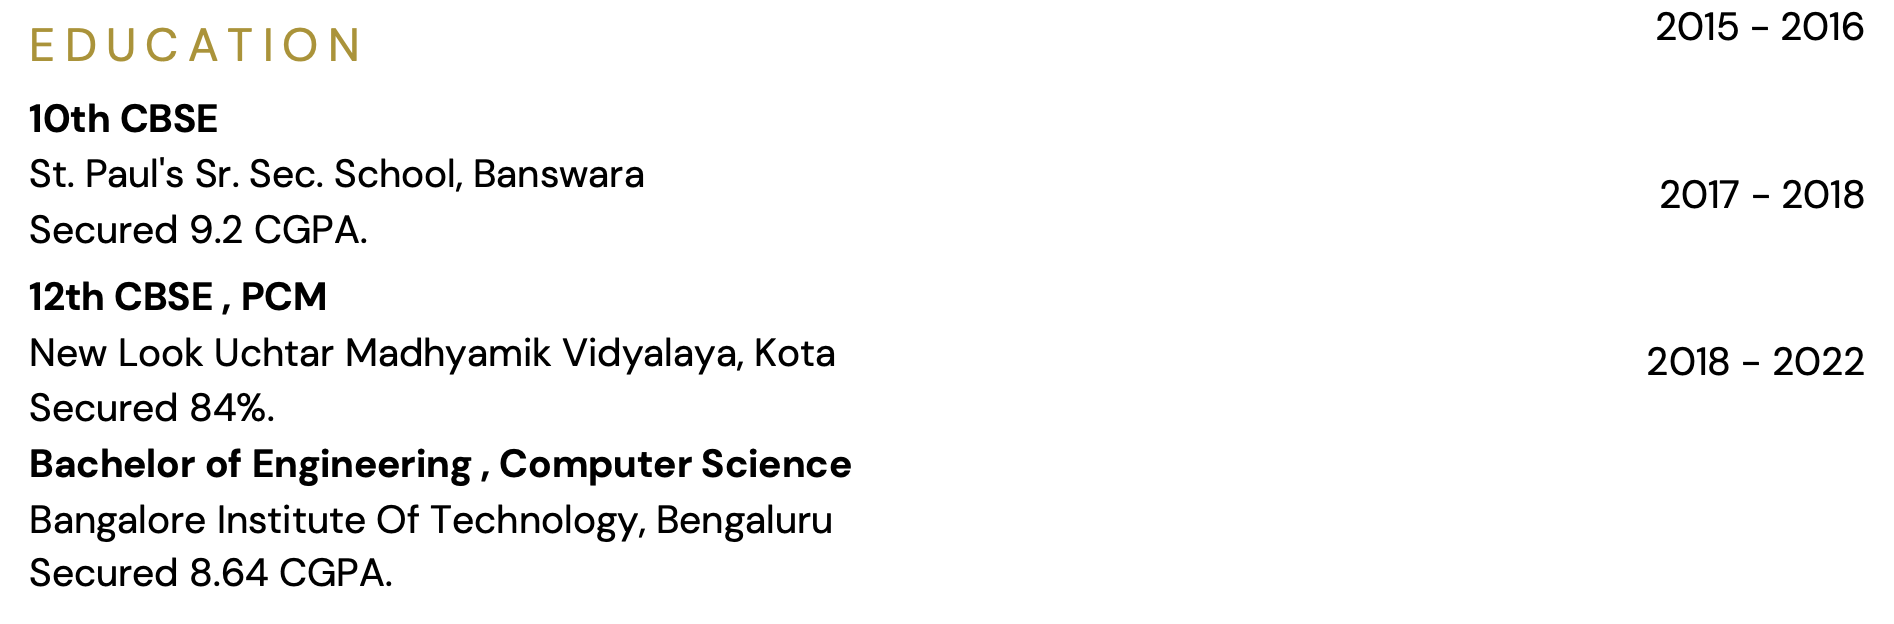 EDUCATION
2015 - 2016
10th CBSE
St. Paul's Sr. Sec. School, Banswara
Secured 9.2 CGPA.
2017 - 2018
12th CBSE , PCM
New Look Uchtar Madhyamik Vidyalaya, Kota
Secured 84%.
2018 - 2022
Bachelor of Engineering , Computer Science
Bangalore Institute Of Technology, Bengaluru
Secured 8.64 CGPA.